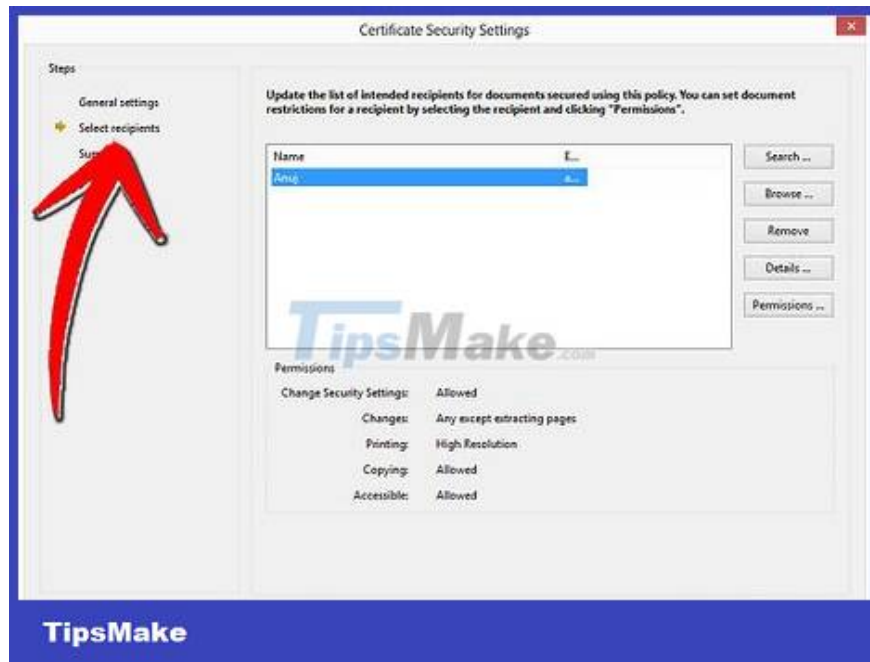 Certificate Security Settings
Steps
General settings
Select recipients
Update the list of intended recipients for documents secured using this policy. You can set document
restrictions for a recipient by selecting the recipient and clicking "Permissions".
Name E...
Anuj a...
Search ...
Browse ...
Remove
Details ...
Permissions ...
TipsMake.com
Permissions
Change Security Settings: Allowed
Changes: Any except extracting pages
Printing: High Resolution
Copying: Allowed
Accessible: Allowed
TipsMake